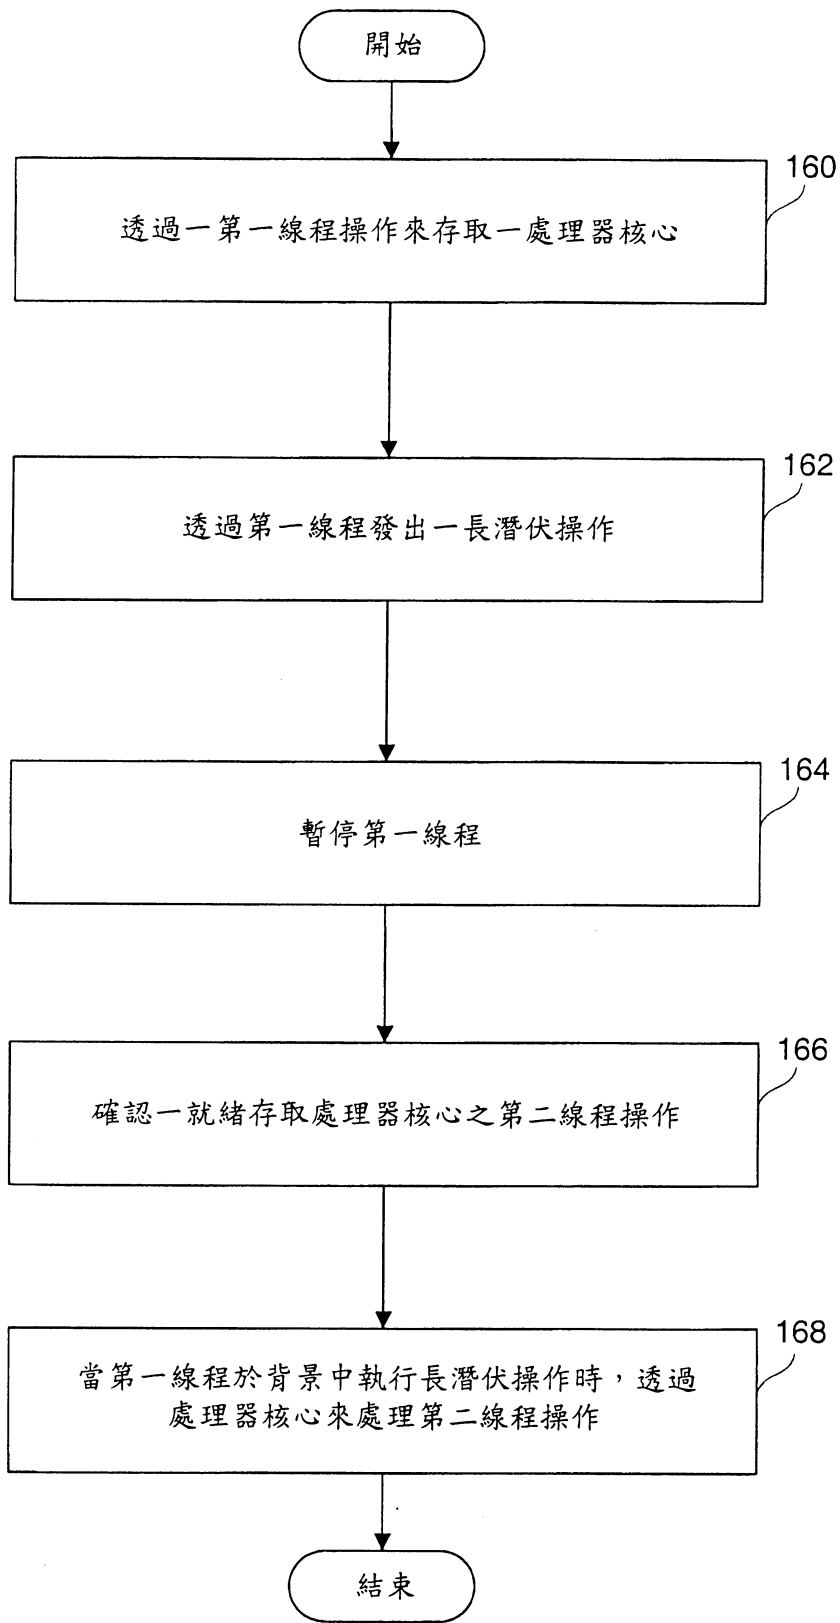 開始
160
透過一第一線程操作來存取一處理器核心
162
透過第一線程發出一長潛伏操作
164
暫停第一線程
166
確認一就緒存取處理器核心之第二線程操作
168
當第一線程於背景中執行長潛伏操作時，透過
處理器核心來處理第二線程操作
結束